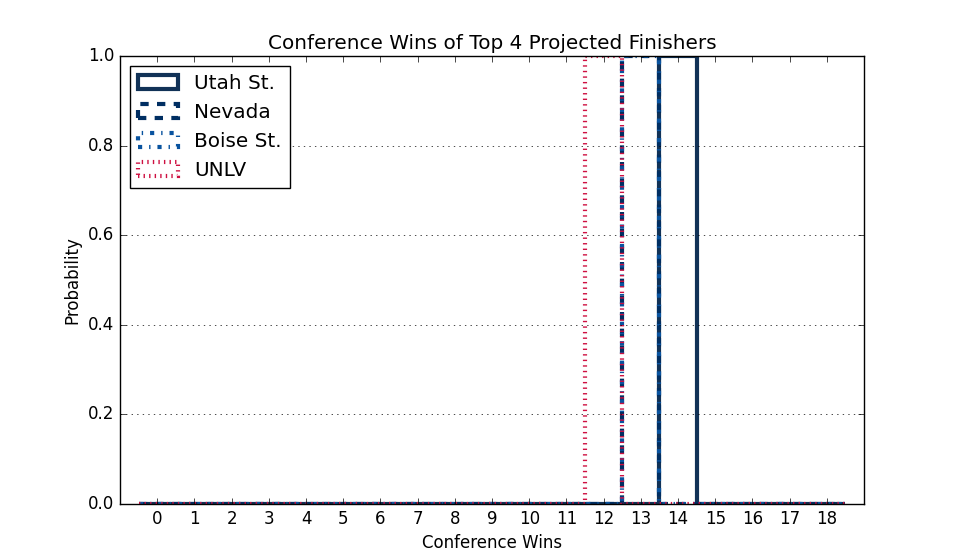 Conference Wins of Top 4 Projected Finishers
1.0
0.8
0.6
0.4
0.2
0.0
Probability
Utah St.
Nevada
Boise St.
UNLV
0 1 2 3 4 5 6 7 8 9 10 11 12 13 14 15 16 17 18
Conference Wins